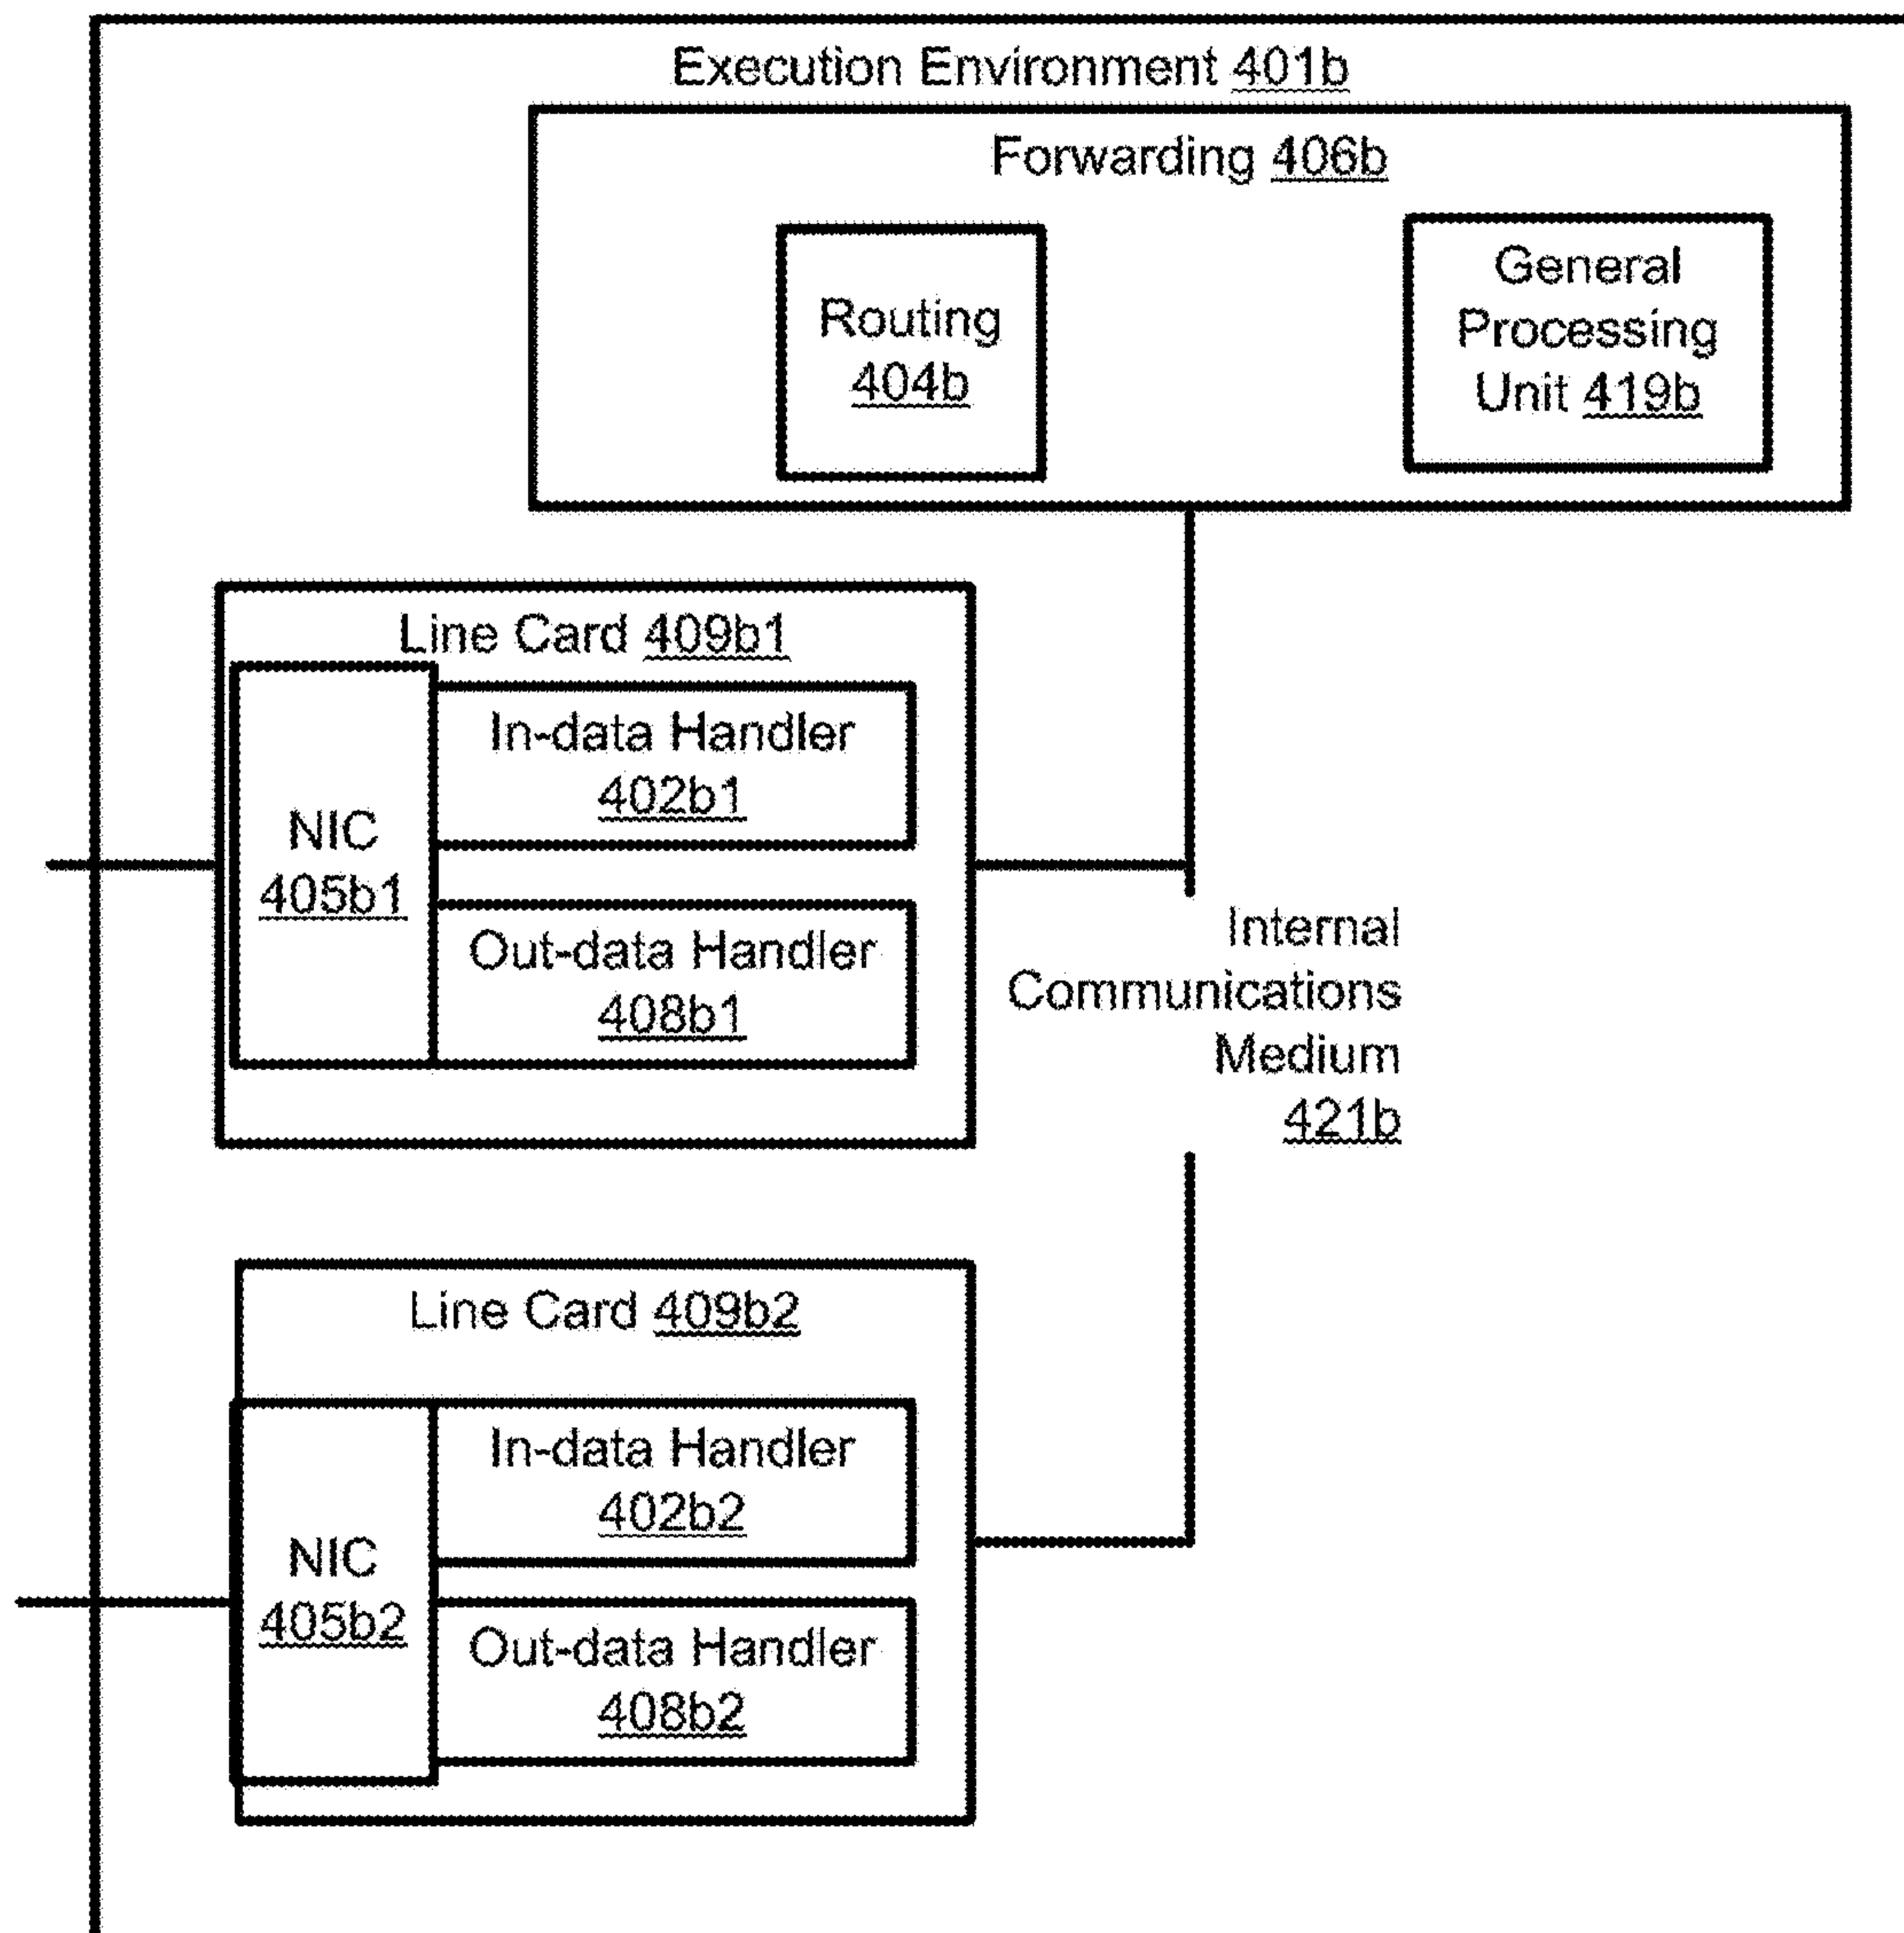 Execution Environment 401b
Forwarding 406b
Routing
404b
General
Processing
Unit 419b
Line Card 409b1
NIC
405b1
In-data Handler
402b1
Out-data Handler
408b1
Internal
Communications
Medium
421b
Line Card 409b2
NIC
405b2
In-data Handler
402b2
Out-data Handler
408b2